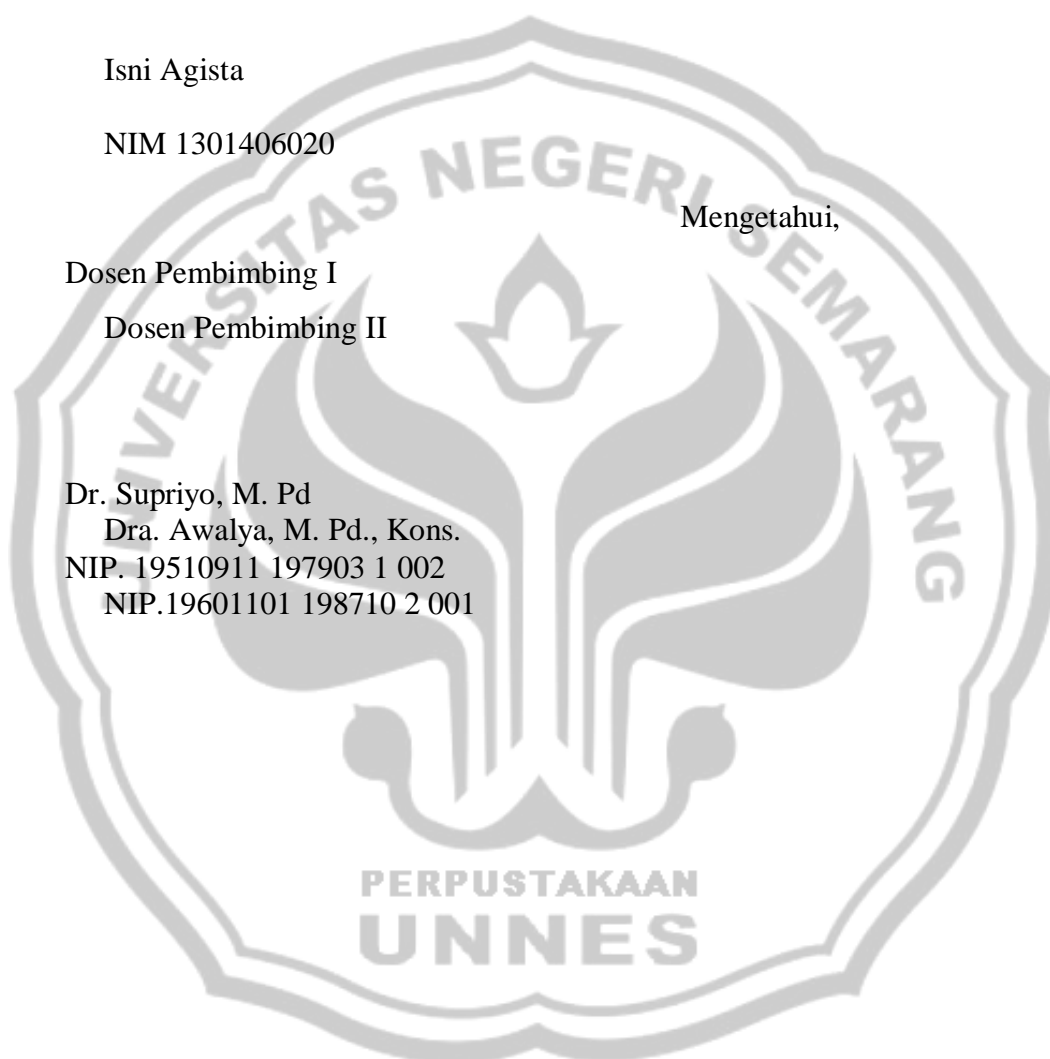 Isni Agista
NIM 1301406020
Mengetahui,
Dosen Pembimbing I
Dosen Pembimbing II
Dr. Supriyo, M. Pd
Dra. Awalya, M. Pd., Kons.
NIP. 19510911 197903 1 002
NIP.19601101 198710 2 001
UNIVERSITAS NEGERI SEMARANG
PERPUSTAKAAN
UNNES